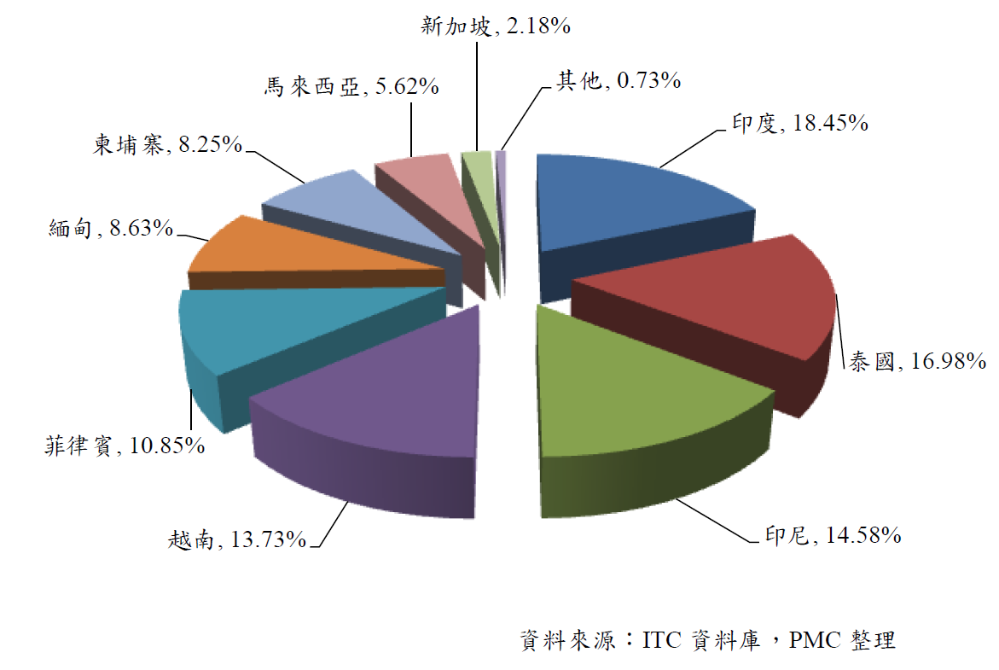 新加坡, 2.18%
其他, 0.73%
馬來西亞, 5.62%
印度, 18.45%
柬埔寨, 8.25%
緬甸, 8.63%
泰國, 16.98%
菲律賓, 10.85%
越南, 13.73%
印尼, 14.58%
資料來源：ITC 資料庫，PMC 整理